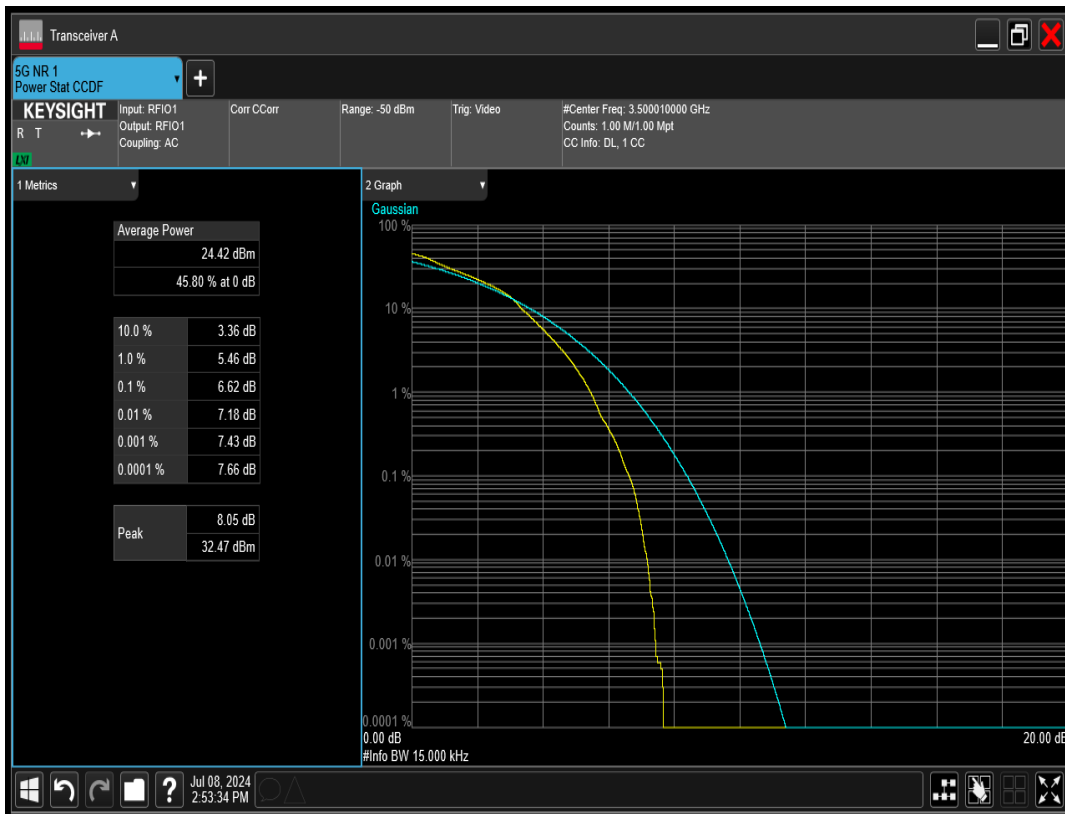 Transceiver A
5G NR 1
Power Stat CCDF
+
KEYSIGHT
R T
LXI
Input: RFIO1
Output: RFIO1
Coupling: AC
Corr CCorr
Range: -50 dBm
Trig: Video
#Center Freq: 3.500010000 GHz
Counts: 1.00 M/1.00 Mpt
CC Info: DL, 1 CC
1 Metrics
Average Power
24.42 dBm
45.80 % at 0 dB
10.0 % 3.36 dB
1.0 % 5.46 dB
0.1 % 6.62 dB
0.01 % 7.18 dB
0.001 % 7.43 dB
0.0001 % 7.66 dB
Peak
8.05 dB
32.47 dBm
2 Graph
Gaussian
100 %
10 %
1 %
0.1 %
0.01 %
0.001 %
0.0001 %
0.00 dB 20.00 dB
#Info BW 15.000 kHz
?
Jul 08, 2024
2:53:34 PM